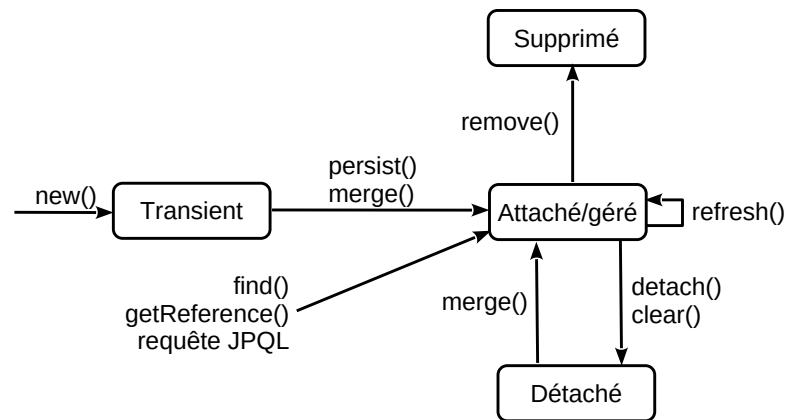 Supprimé
remove()
persist()
merge()
new()
Transient
Attaché/géré
refresh()
find()
getReference()
requête JPQL
merge()
detach()
clear()
Détaché